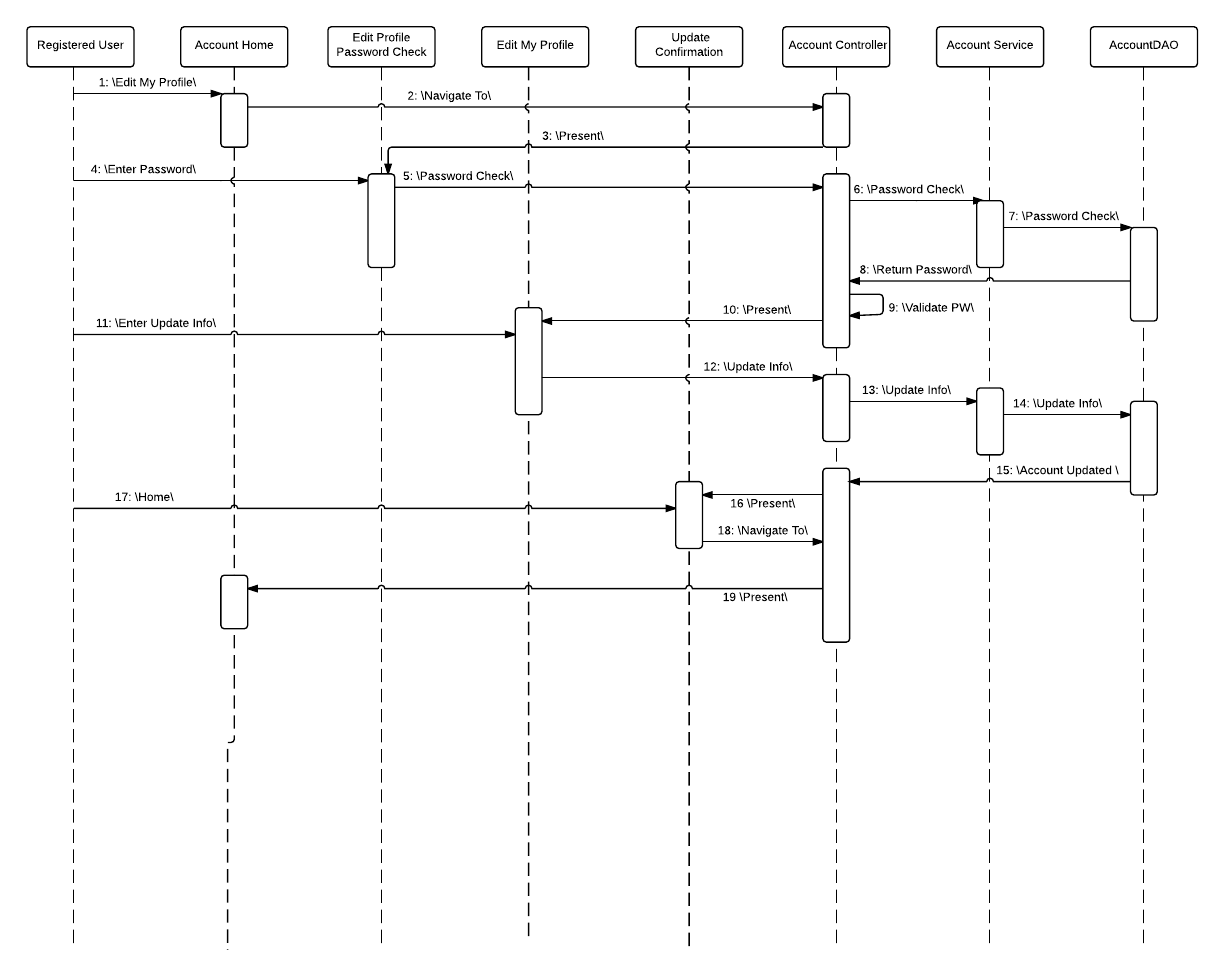 Registered User
Account Home
Edit Profile
Password Check
Edit My Profile
Update
Confirmation
Account Controller
Account Service
AccountDAO
1: \Edit My Profile\
2: \Navigate To\
3: \Present\
4: \Enter Password\
5: \Password Check\
6: \Password Check\
7: \Password Check\
8: \Return Password\
9: \Validate PW\
10: \Present\
11: \Enter Update Info\
12: \Update Info\
13: \Update Info\
14: \Update Info\
15: \Account Updated \
16 \Present\
17: \Home\
18: \Navigate To\
19 \Present\